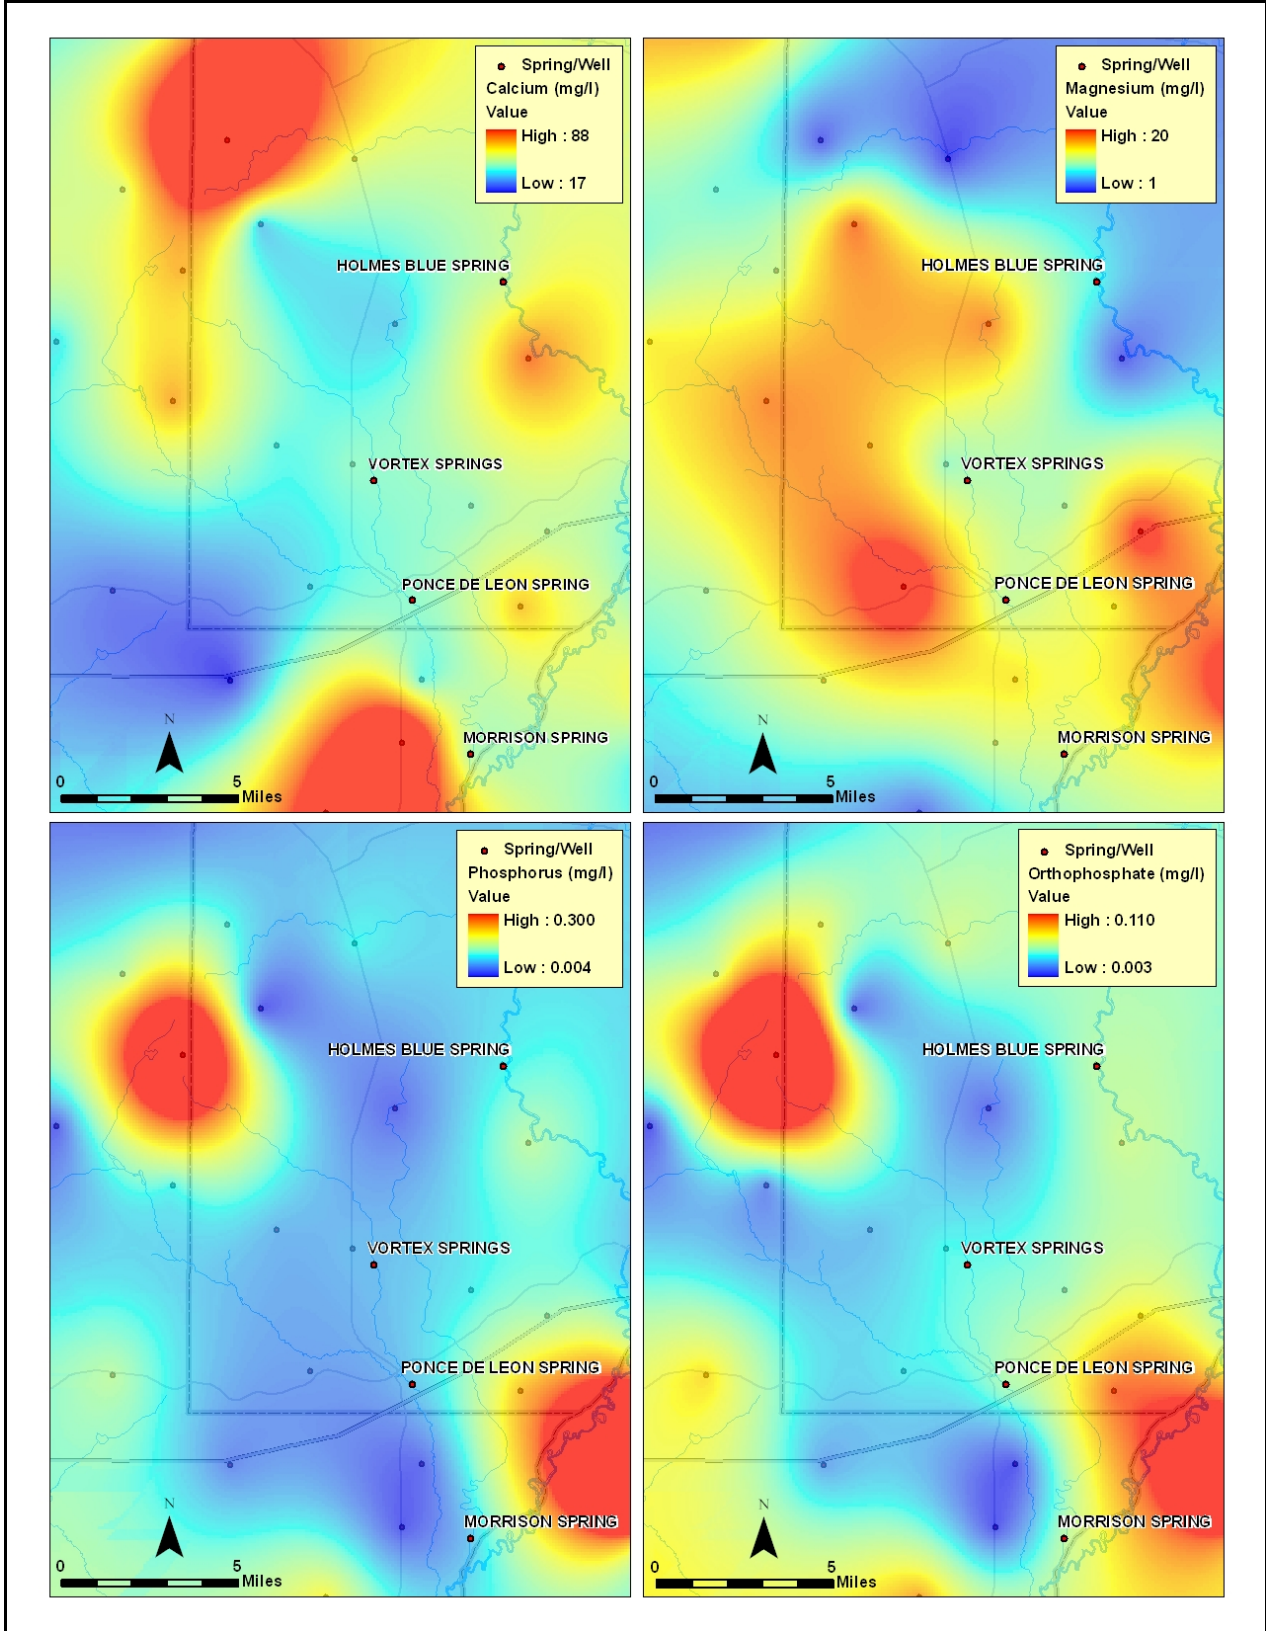 Spring/Well
Calcium (mg/l)
Value
High : 88
Low : 17
HOLMES BLUE SPRING
VORTEX SPRINGS
PONCE DE LEON SPRING
MORRISON SPRING
N
0 5
Miles
Spring/Well
Magnesium (mg/l)
Value
High : 20
Low : 1
HOLMES BLUE SPRING
VORTEX SPRINGS
PONCE DE LEON SPRING
MORRISON SPRING
N
0 5
Miles
Spring/Well
Phosphorus (mg/l)
Value
High : 0.300
Low : 0.004
HOLMES BLUE SPRING
VORTEX SPRINGS
PONCE DE LEON SPRING
MORRISON SPRING
N
0 5
Miles
Spring/Well
Orthophosphate (mg/l)
Value
High : 0.110
Low : 0.003
HOLMES BLUE SPRING
VORTEX SPRINGS
PONCE DE LEON SPRING
MORRISON SPRING
N
0 5
Miles